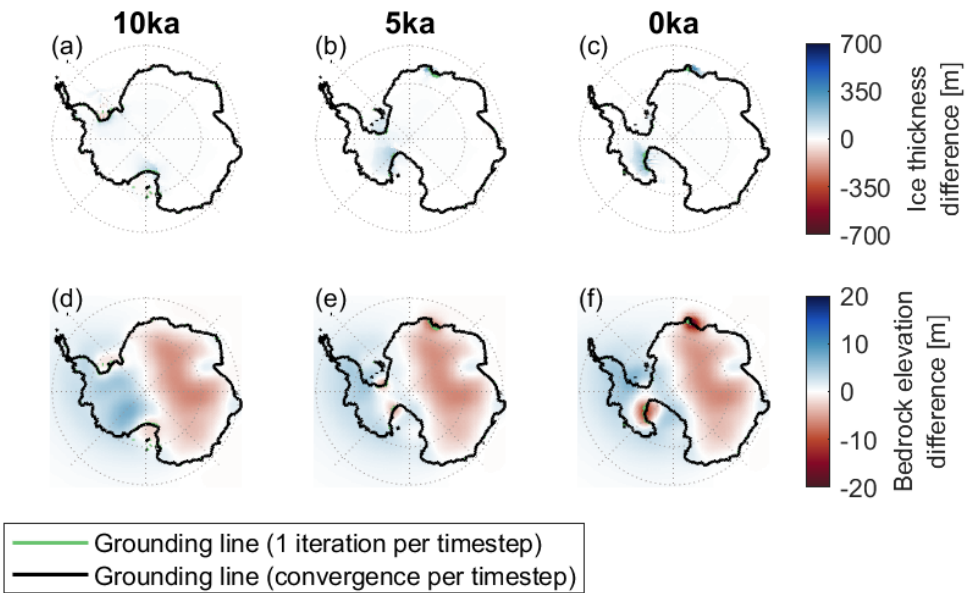 10ka 5ka 0ka
(a) (b) (c)
700
350
0
-350
-700
Ice thickness
difference [m]
(d) (e) (f)
20
10
0
-10
-20
Bedrock elevation
difference [m]
Grounding line (1 iteration per timestep)
Grounding line (convergence per timestep)